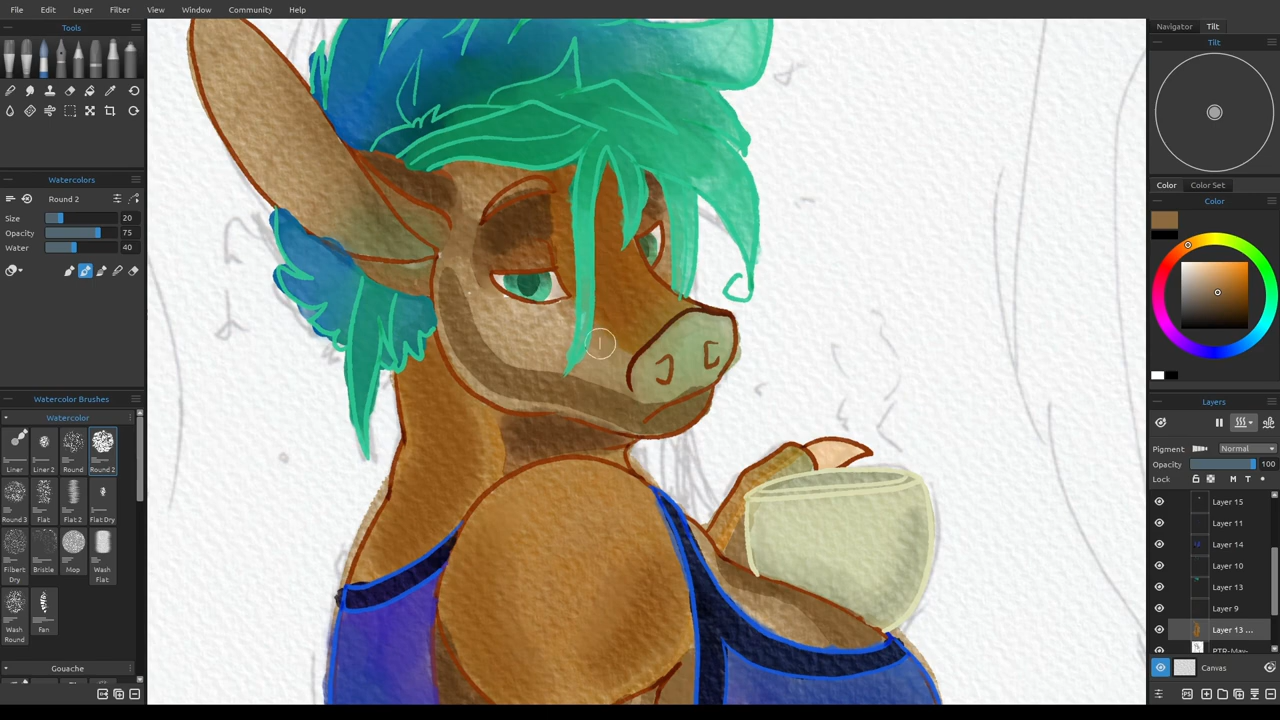 File Edit Layer Filter View Window Community Help
Tools
Watercolors
Round 2
Size 20
Opacity 75
Water 40
Watercolor Brushes
Watercolor
Liner Liner 2 Round Round 2
Round 3 Flat Flat 2 Flat Dry
Filbert Dry Bristle Mop Wash Flat
Wash Round Fan
Gouache
Navigator Tilt
Tilt
Color Color Set
Color
Layers
Pigment Normal
Opacity 100
Lock M T
Layer 15
Layer 11
Layer 14
Layer 10
Layer 13
Layer 9
Layer 13 ...
PTR-May-
Canvas
PS